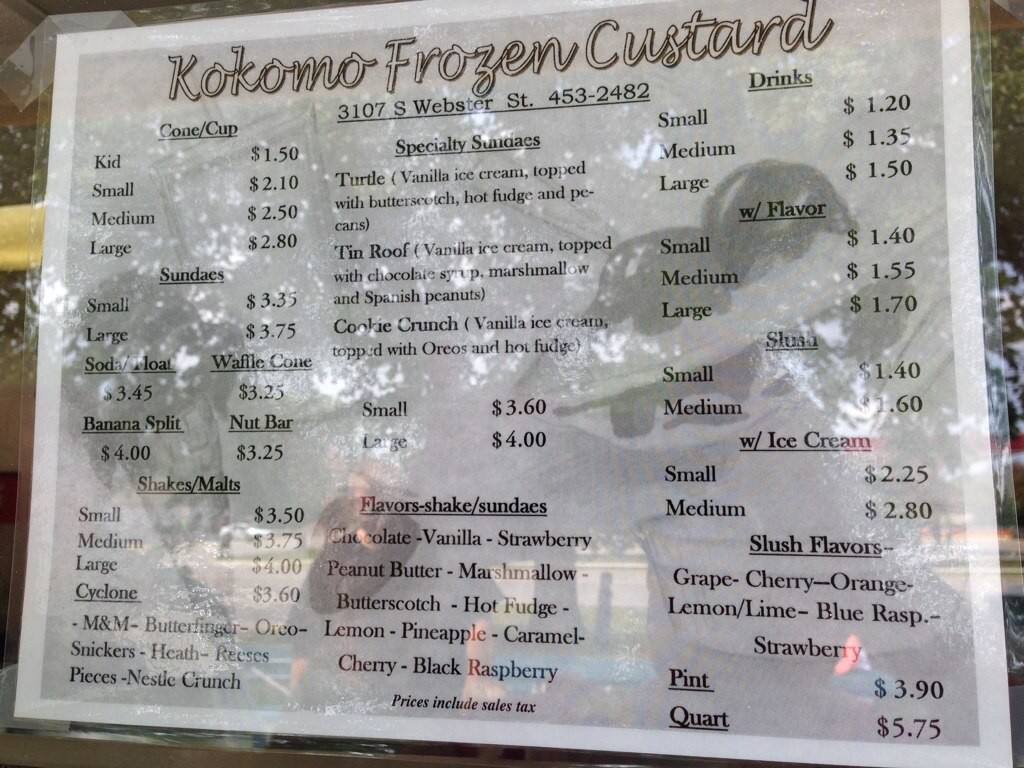 Kokomo Frozen Custard
3107 S Webster St. 453-2482
Cone/Cup
Kid $1.50
Small $2.10
Medium $2.50
Large $2.80
Sundaes
Small $3.35
Large $3.75
Soda/Float Waffle Cone
$3.45 $3.25
Banana Split Nut Bar
$4.00 $3.25
Shakes/Malts
Small $3.50
Medium $3.75
Large $4.00
Cyclone $3.60
- M&M- Butterfinger- Oreo-
Snickers - Heath- Reeses
Pieces -Nestle Crunch
Specialty Sundaes
Turtle ( Vanilla ice cream, topped
with butterscotch, hot fudge and pe-
cans)
Tin Roof ( Vanilla ice cream, topped
with chocolate syrup, marshmallow
and Spanish peanuts)
Cookie Crunch ( Vanilla ice cream,
topped with Oreos and hot fudge)
Small $3.60
Large $4.00
Flavors-shake/sundaes
Chocolate -Vanilla - Strawberry
Peanut Butter - Marshmallow -
Butterscotch - Hot Fudge -
Lemon - Pineapple - Caramel-
Cherry - Black Raspberry
Prices include sales tax
Drinks
Small $ 1.20
Medium $ 1.35
Large $ 1.50
w/ Flavor
Small $ 1.40
Medium $ 1.55
Large $ 1.70
Slush
Small $1.40
Medium $1.60
w/ Ice Cream
Small $2.25
Medium $2.80
Slush Flavors-
Grape- Cherry—Orange-
Lemon/Lime- Blue Rasp.-
Strawberry
Pint $ 3.90
Quart $5.75